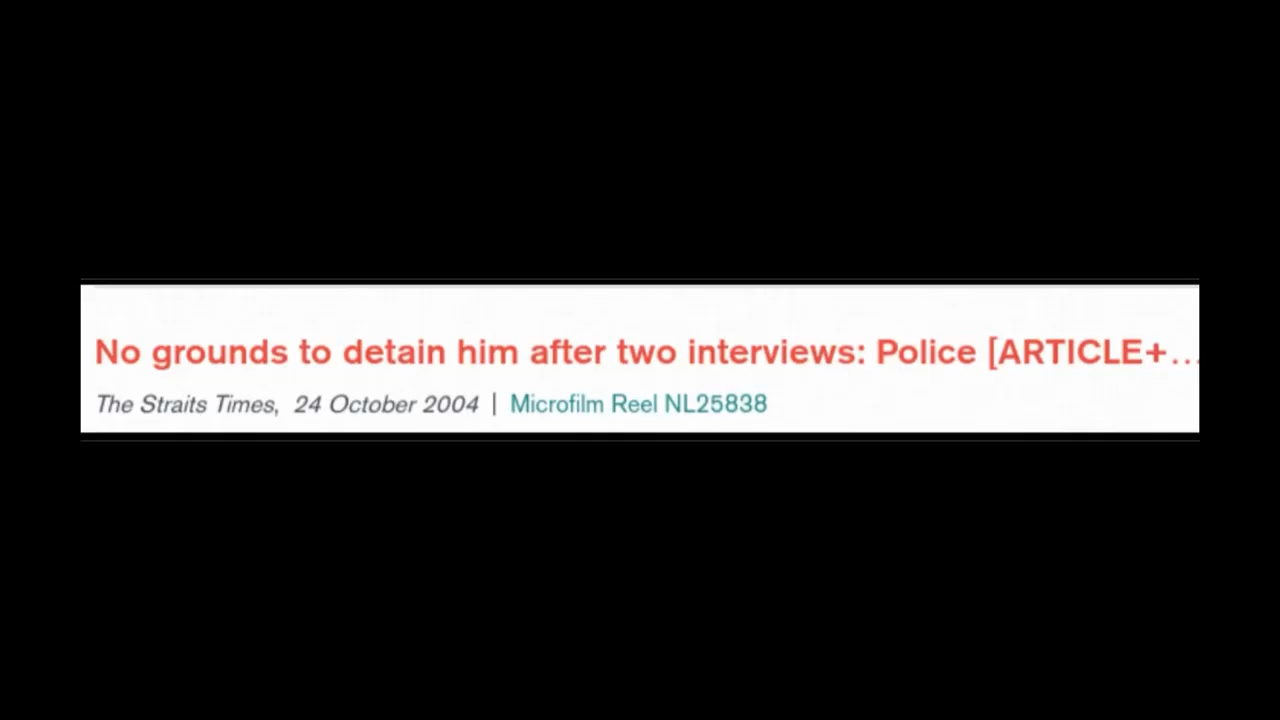 No grounds to detain him after two interviews: Police [ARTICLE+...
The Straits Times, 24 October 2004 | Microfilm Reel NL25838